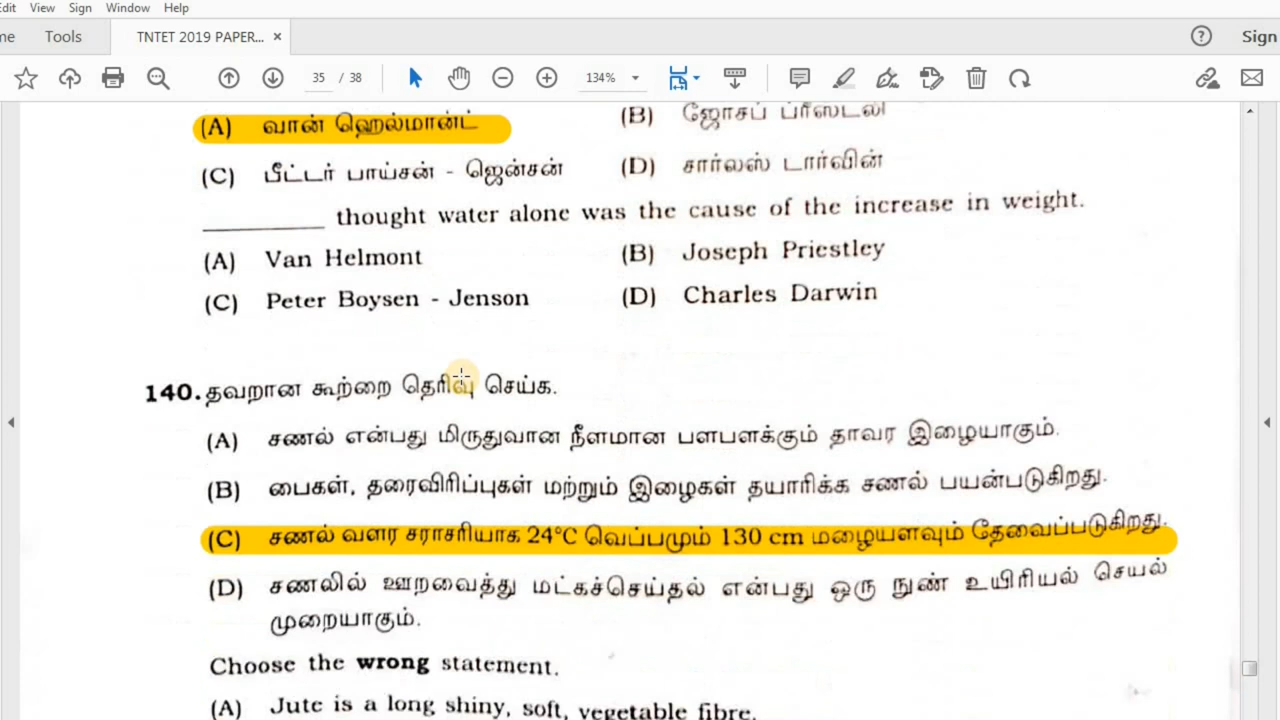 Edit View Sign Window Help
me Tools TNTET 2019 PAPER... × ? Sign
35 / 38 134%
(A) வான் ஹெல்மான்ட் (B) ஜோசப் ப்ரீஸ்டலி
(C) பீட்டர் பாய்சன் - ஜென்சன் (D) சார்லஸ் டார்வின்
__________ thought water alone was the cause of the increase in weight.
(A) Van Helmont (B) Joseph Priestley
(C) Peter Boysen - Jenson (D) Charles Darwin
140. தவறான கூற்றை தெரிவு செய்க.
(A) சணல் என்பது மிருதுவான நீளமான பளபளக்கும் தாவர இழையாகும்.
(B) பைகள், தரைவிரிப்புகள் மற்றும் இழைகள் தயாரிக்க சணல் பயன்படுகிறது.
(C) சணல் வளர சராசரியாக 24°C வெப்பமும் 130 cm மழையளவும் தேவைப்படுகிறது.
(D) சணலில் ஊறவைத்து மட்கச்செய்தல் என்பது ஒரு நுண் உயிரியல் செயல்
முறையாகும்.
Choose the wrong statement.
(A) Jute is a long shiny, soft, vegetable fibre.